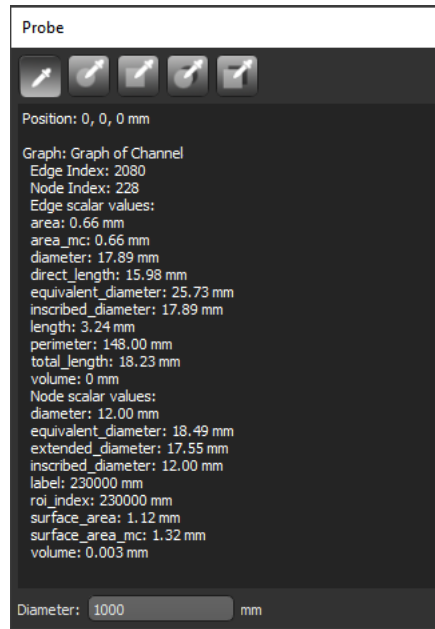 Probe
Position: 0, 0, 0 mm
Graph: Graph of Channel
Edge Index: 2080
Node Index: 228
Edge scalar values:
area: 0.66 mm
area_mc: 0.66 mm
diameter: 17.89 mm
direct_length: 15.98 mm
equivalent_diameter: 25.73 mm
inscribed_diameter: 17.89 mm
length: 3.24 mm
perimeter: 148.00 mm
total_length: 18.23 mm
volume: 0 mm
Node scalar values:
diameter: 12.00 mm
equivalent_diameter: 18.49 mm
extended_diameter: 17.55 mm
inscribed_diameter: 12.00 mm
label: 230000 mm
roi_index: 230000 mm
surface_area: 1.12 mm
surface_area_mc: 1.32 mm
volume: 0.003 mm
Diameter: 1000 mm